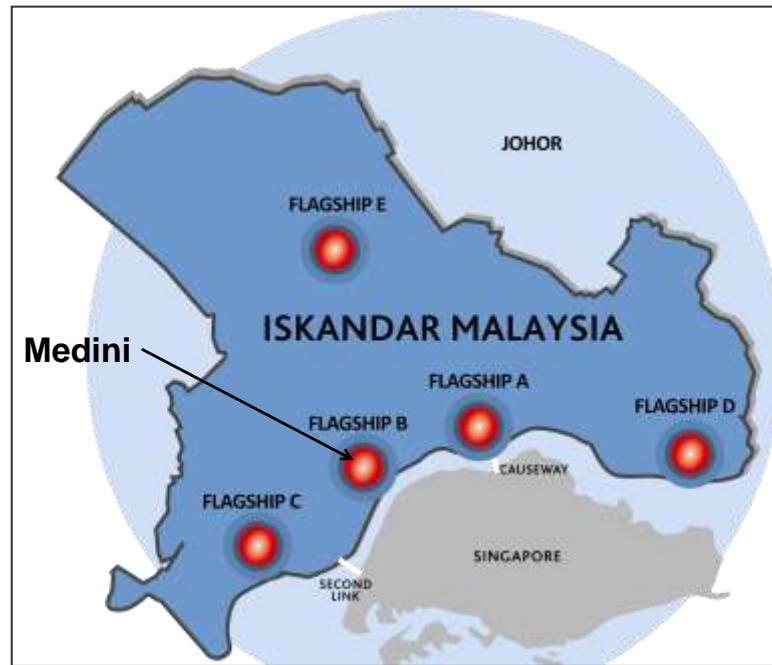 JOHOR
FLAGSHIP E
ISKANDAR MALAYSIA
Medini
FLAGSHIP A
FLAGSHIP D
FLAGSHIP B
CAUSEWAY
FLAGSHIP C
SINGAPORE
SECOND
LINK